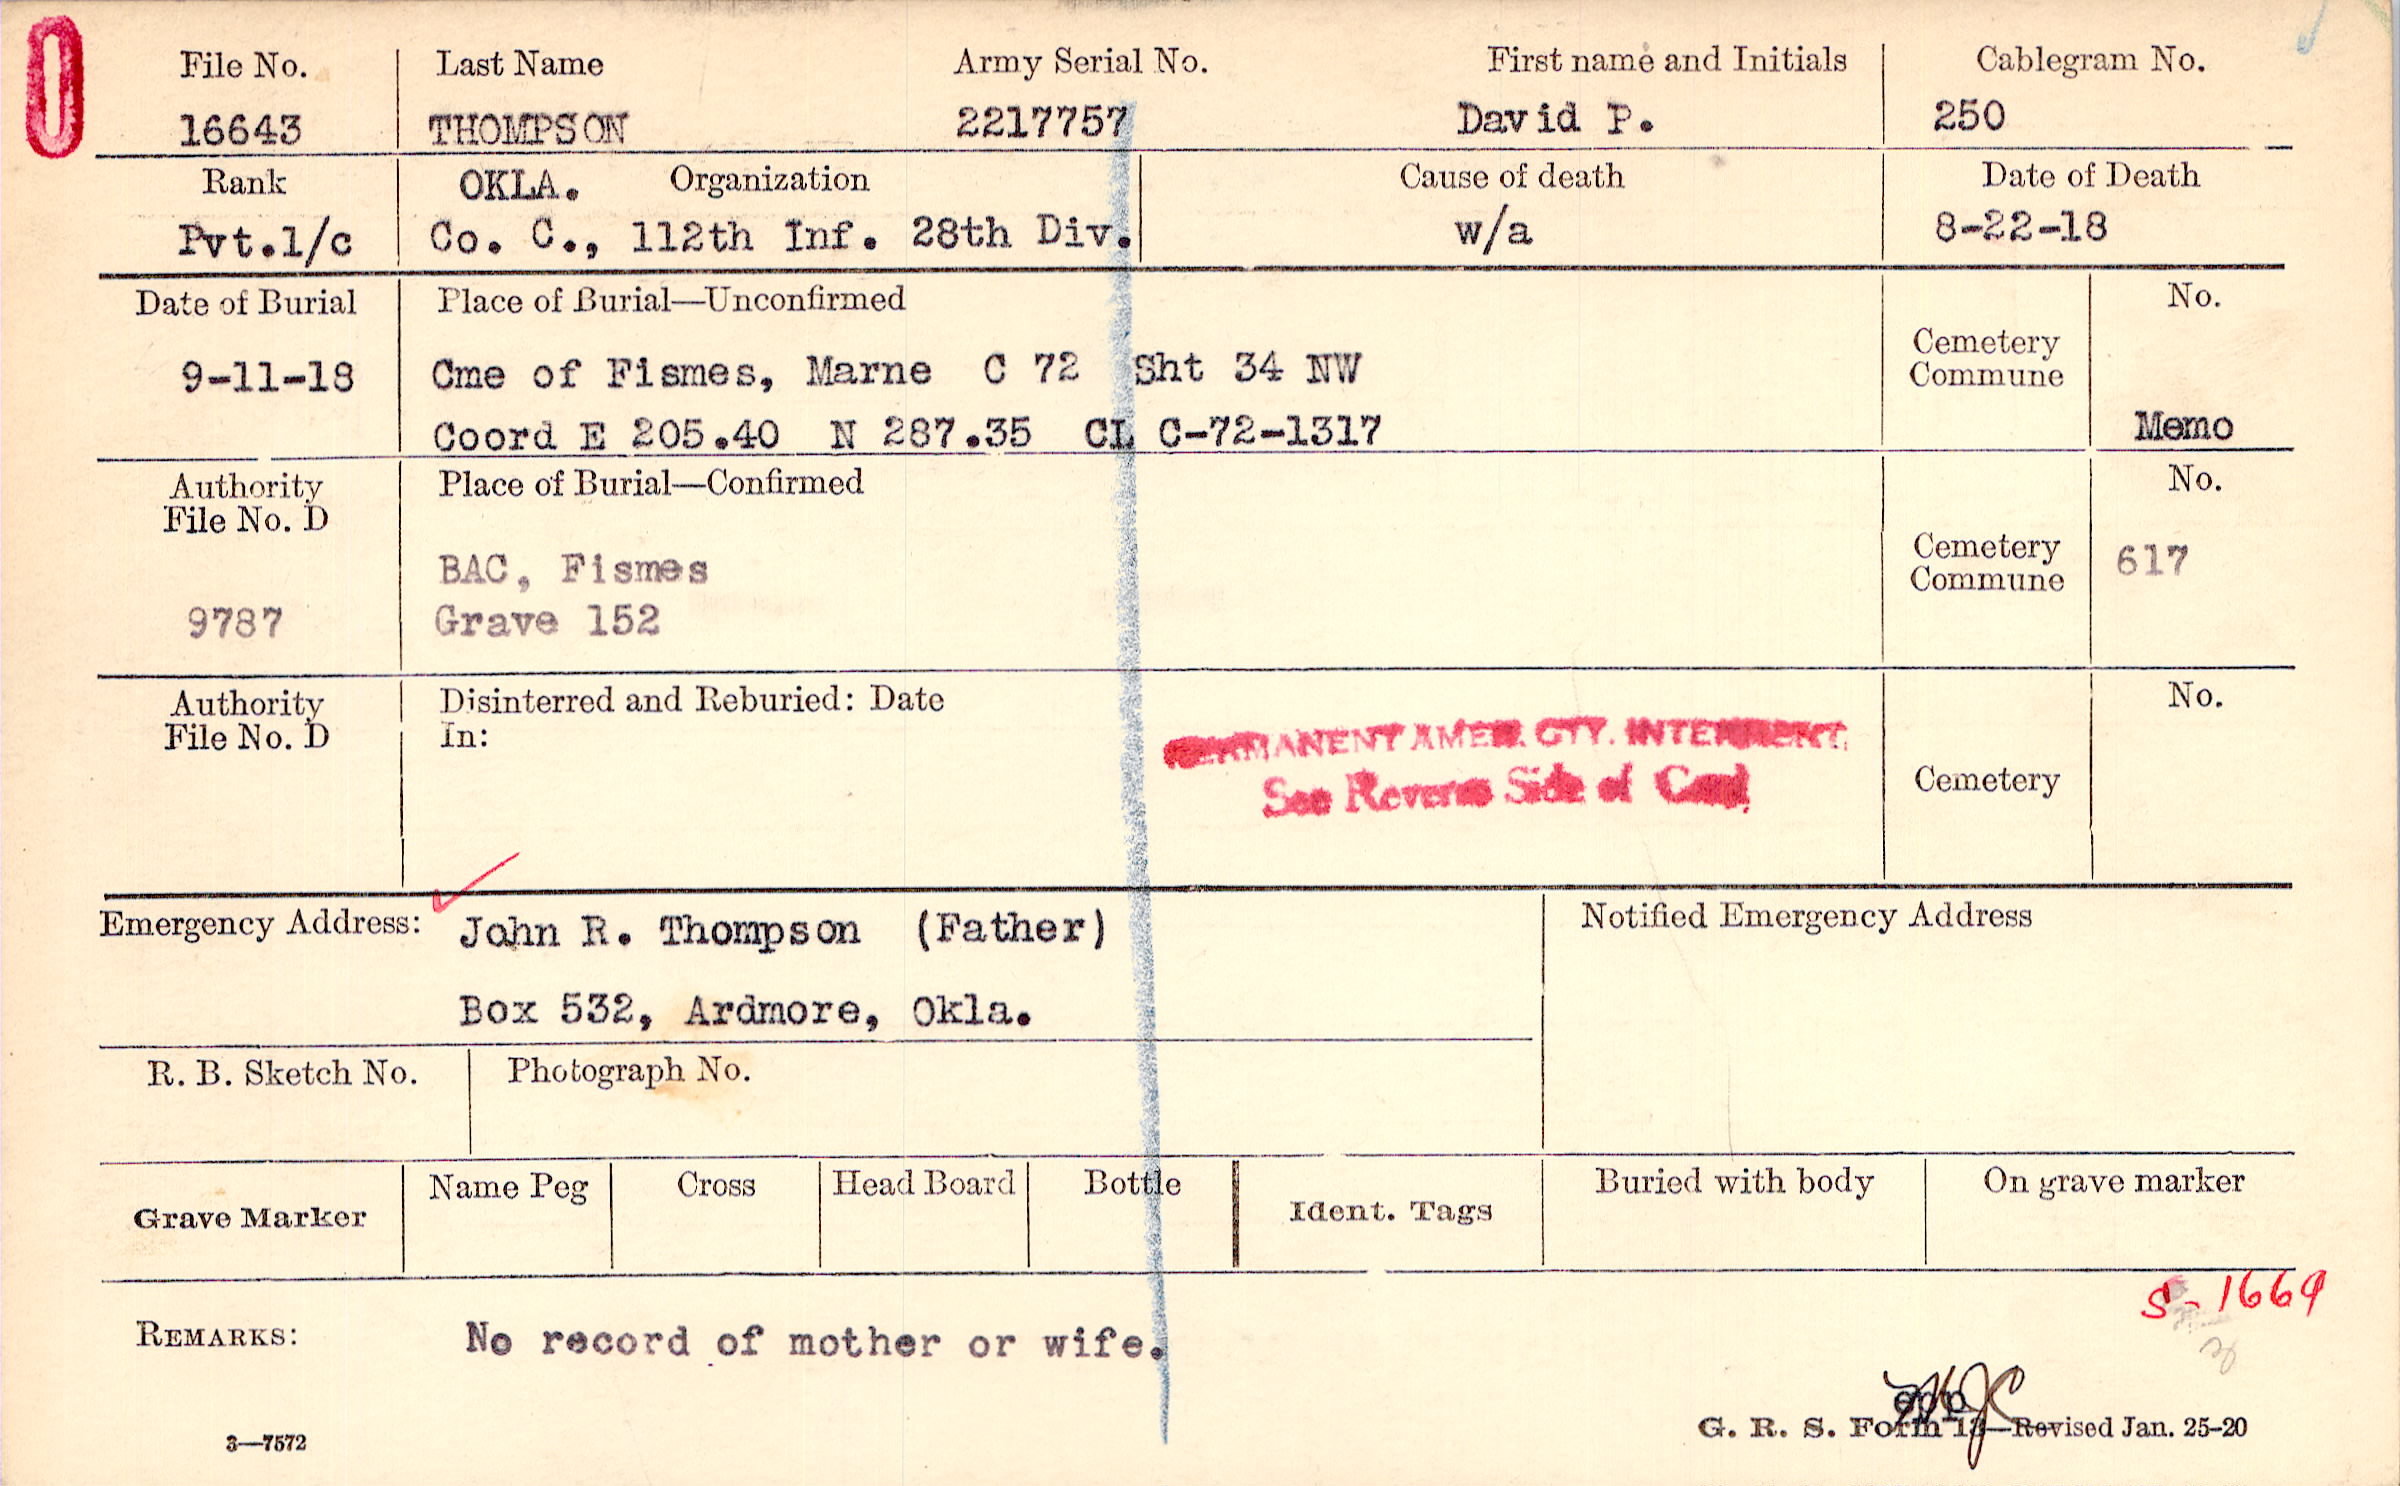 File No. Last Name Army Serial No. First name and Initials Cablegram No.
16643 THOMPSON 2217757 David P. 250
Rank OKLA. Organization Cause of death Date of Death
Pvt.1/c Co. C., 112th Inf. 28th Div. w/a 8-22-18
Date of Burial Place of Burial—Unconfirmed No.
Cemetery
Commune
9-11-18 Cme of Fismes, Marne C 72 Sht 34 NW
Coord E 205.40 N 287.35 CL C-72-1317 Memo
Authority Place of Burial—Confirmed No.
File No. D
Cemetery
Commune
BAC, Fismes 617
9787 Grave 152
Authority Disinterred and Reburied: Date No.
File No. D In:
PERMANENT AMER. CTY. INTERMENT.
See Reverse Side of Card.
Cemetery
Emergency Address: John R. Thompson (Father) Notified Emergency Address
Box 532, Ardmore, Okla.
R. B. Sketch No. Photograph No.
Grave Marker Name Peg Cross Head Board Bottle Ident. Tags Buried with body On grave marker
S-1669
REMARKS: No record of mother or wife.
3—7572 G. R. S. Form 13—Revised Jan. 25-20